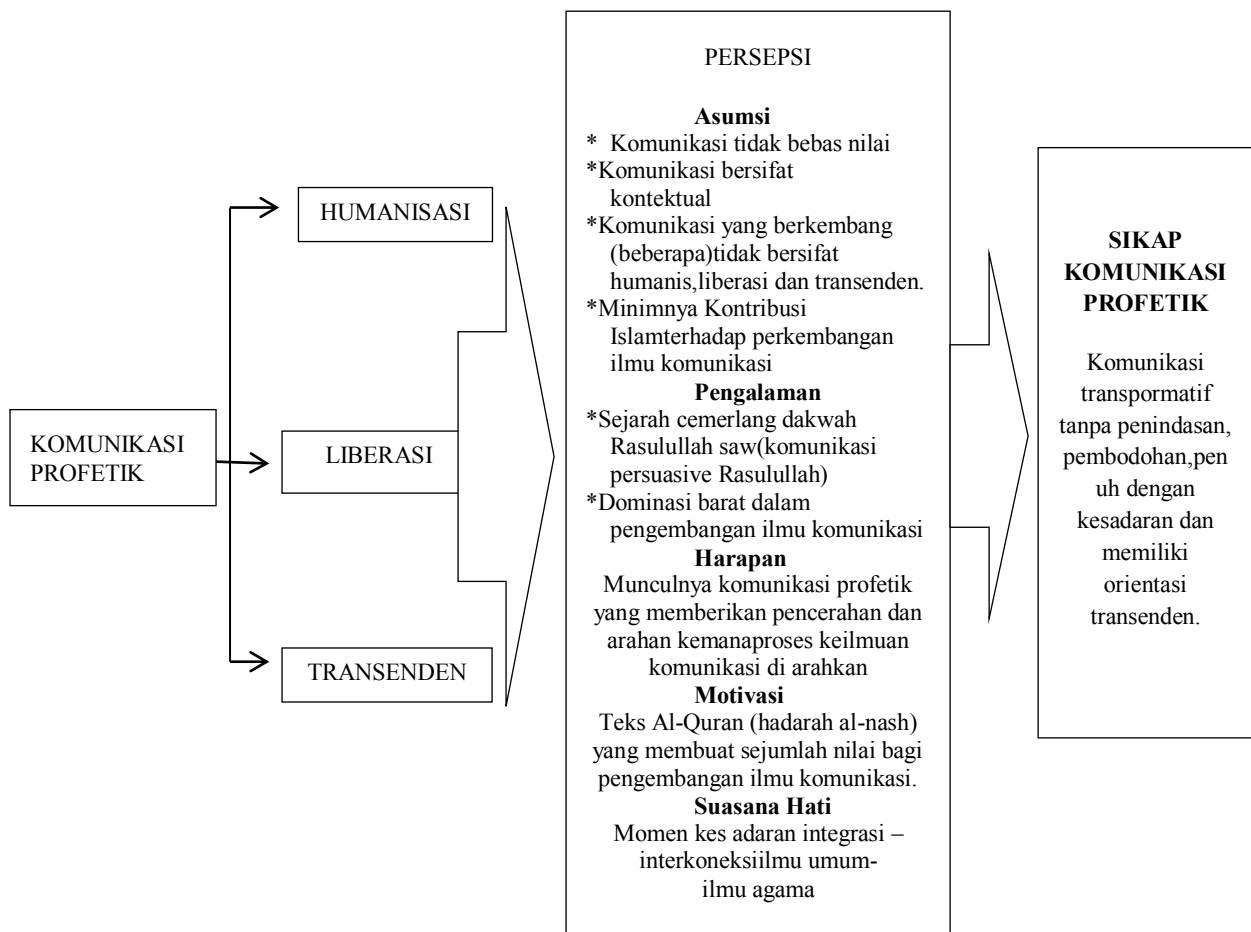 KOMUNIKASI
PROFETIK
HUMANISASI
LIBERASI
TRANSENDEN
PERSEPSI
Asumsi
* Komunikasi tidak bebas nilai
*Komunikasi bersifat
kontektual
*Komunikasi yang berkembang
(beberapa)tidak bersifat
humanis,liberasi dan transenden.
*Minimnya Kontribusi
Islamterhadap perkembangan
ilmu komunikasi
Pengalaman
*Sejarah cemerlang dakwah
Rasulullah saw(komunikasi
persuasive Rasulullah)
*Dominasi barat dalam
pengembangan ilmu komunikasi
Harapan
Munculnya komunikasi profetik
yang memberikan pencerahan dan
arahan kemanaproses keilmuan
komunikasi di arahkan
Motivasi
Teks Al-Quran (hadarah al-nash)
yang membuat sejumlah nilai bagi
pengembangan ilmu komunikasi.
Suasana Hati
Momen kes adaran integrasi –
interkoneksiilmu umum-
ilmu agama
SIKAP
KOMUNIKASI
PROFETIK
Komunikasi
transpormatif
tanpa penindasan,
pembodohan,pen
uh dengan
kesadaran dan
memiliki
orientasi
transenden.